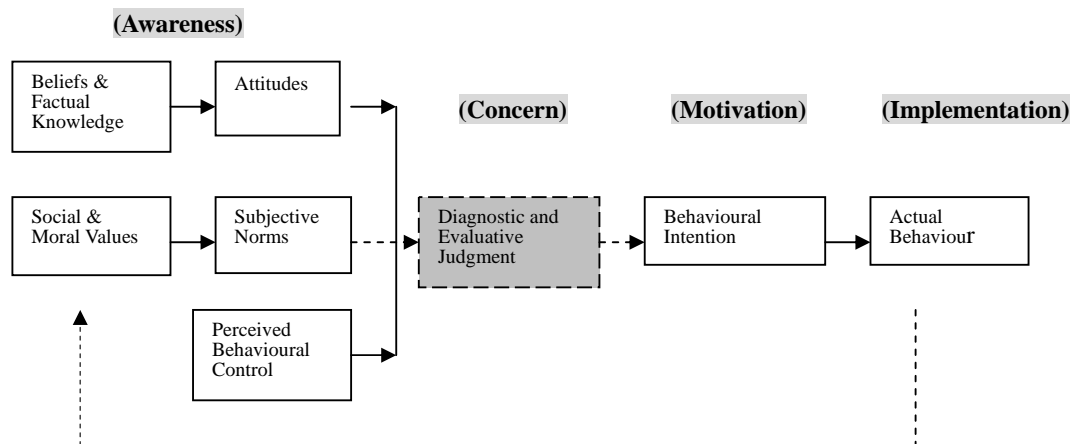 (Awareness)
Beliefs &
Factual
Knowledge
Attitudes
(Concern)
(Motivation)
(Implementation)
Social &
Moral Values
Subjective
Norms
Diagnostic and
Evaluative
Judgment
Behavioural
Intention
Actual
Behaviour
Perceived
Behavioural
Control